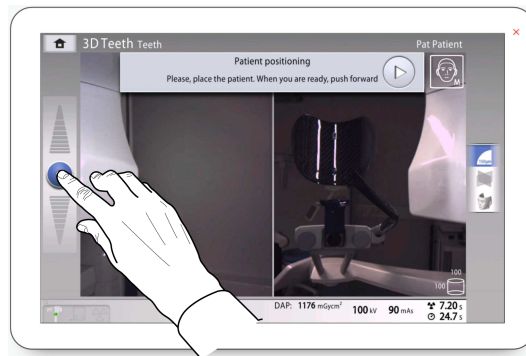 3D Teeth Teeth
Pat Patient
Patient positioning
Please, place the patient. When you are ready, push forward
M
100
100
DAP: 1176 mGycm²
100 kV
90 mAs
7.20 s
24.7 s